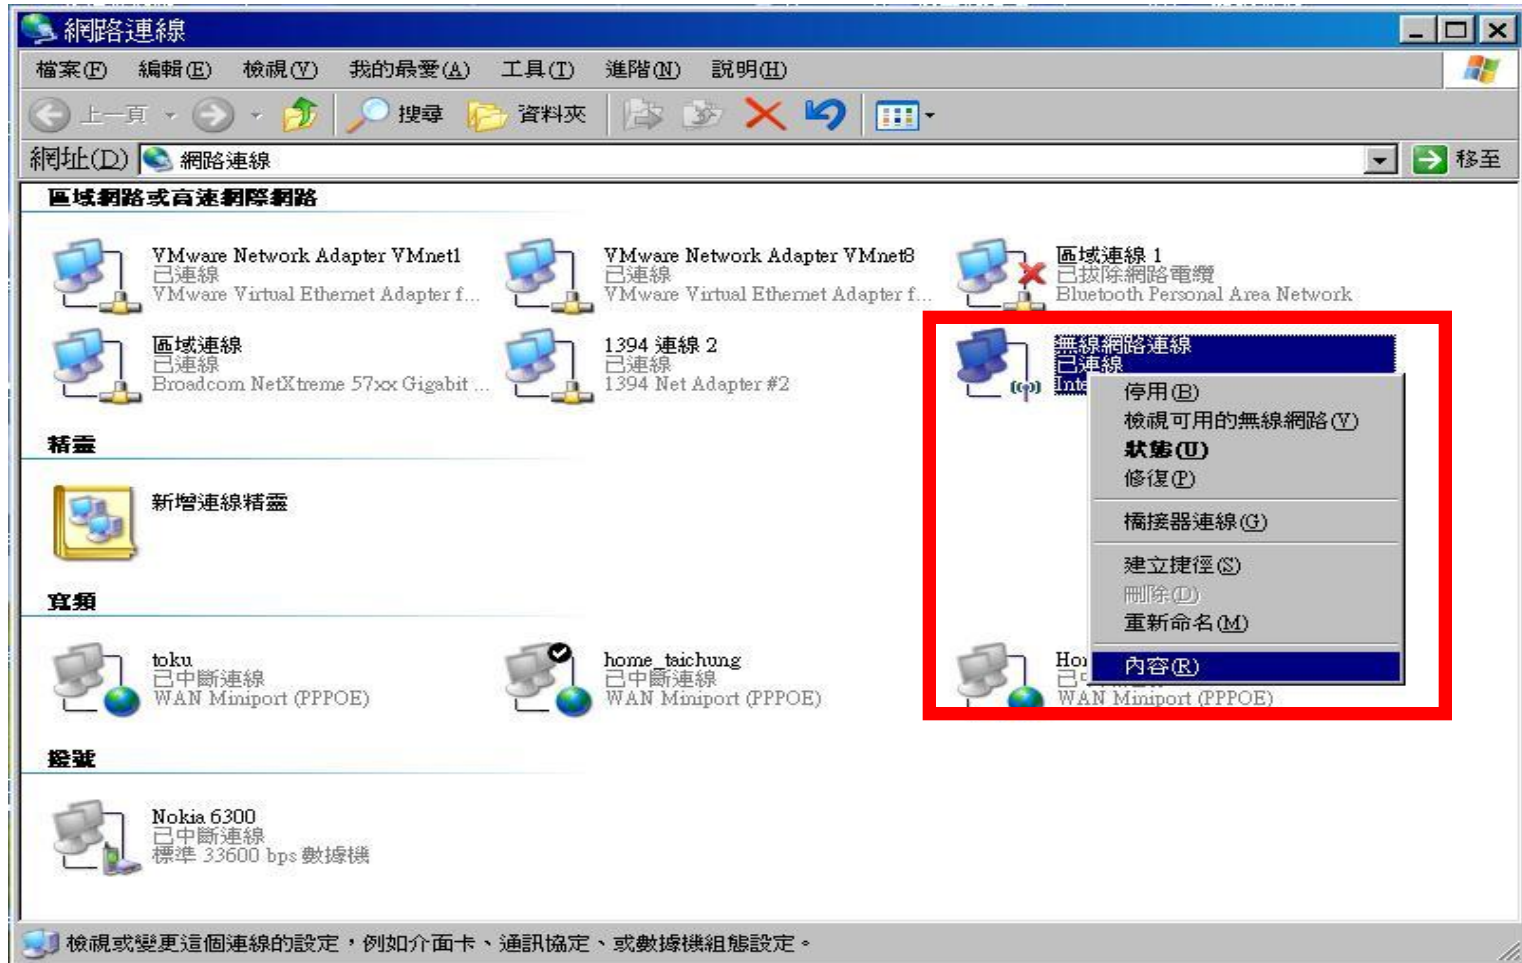 網路連線
檔案(F) 編輯(E) 檢視(V) 我的最愛(A) 工具(T) 進階(N) 說明(H)
上一頁 搜尋 資料夾
網址(D) 網路連線 移至
區域網路或高速網際網路
VMware Network Adapter VMnet1
已連線
VMware Virtual Ethernet Adapter f...
VMware Network Adapter VMnet8
已連線
VMware Virtual Ethernet Adapter f...
區域連線 1
已拔除網路電纜
Bluetooth Personal Area Network
區域連線
已連線
Broadcom NetXtreme 57xx Gigabit ...
1394 連線 2
已連線
1394 Net Adapter #2
無線網路連線
已連線
停用(B)
檢視可用的無線網路(V)
狀態(U)
修復(P)
橋接器連線(G)
建立捷徑(S)
刪除(D)
重新命名(M)
內容(R)
精靈
新增連線精靈
寬頻
toku
已中斷連線
WAN Miniport (PPPOE)
home_taichung
已中斷連線
WAN Miniport (PPPOE)
WAN Miniport (PPPOE)
撥號
Nokia 6300
已中斷連線
標準 33600 bps 數據機
檢視或變更這個連線的設定，例如介面卡、通訊協定、或數據機組態設定。